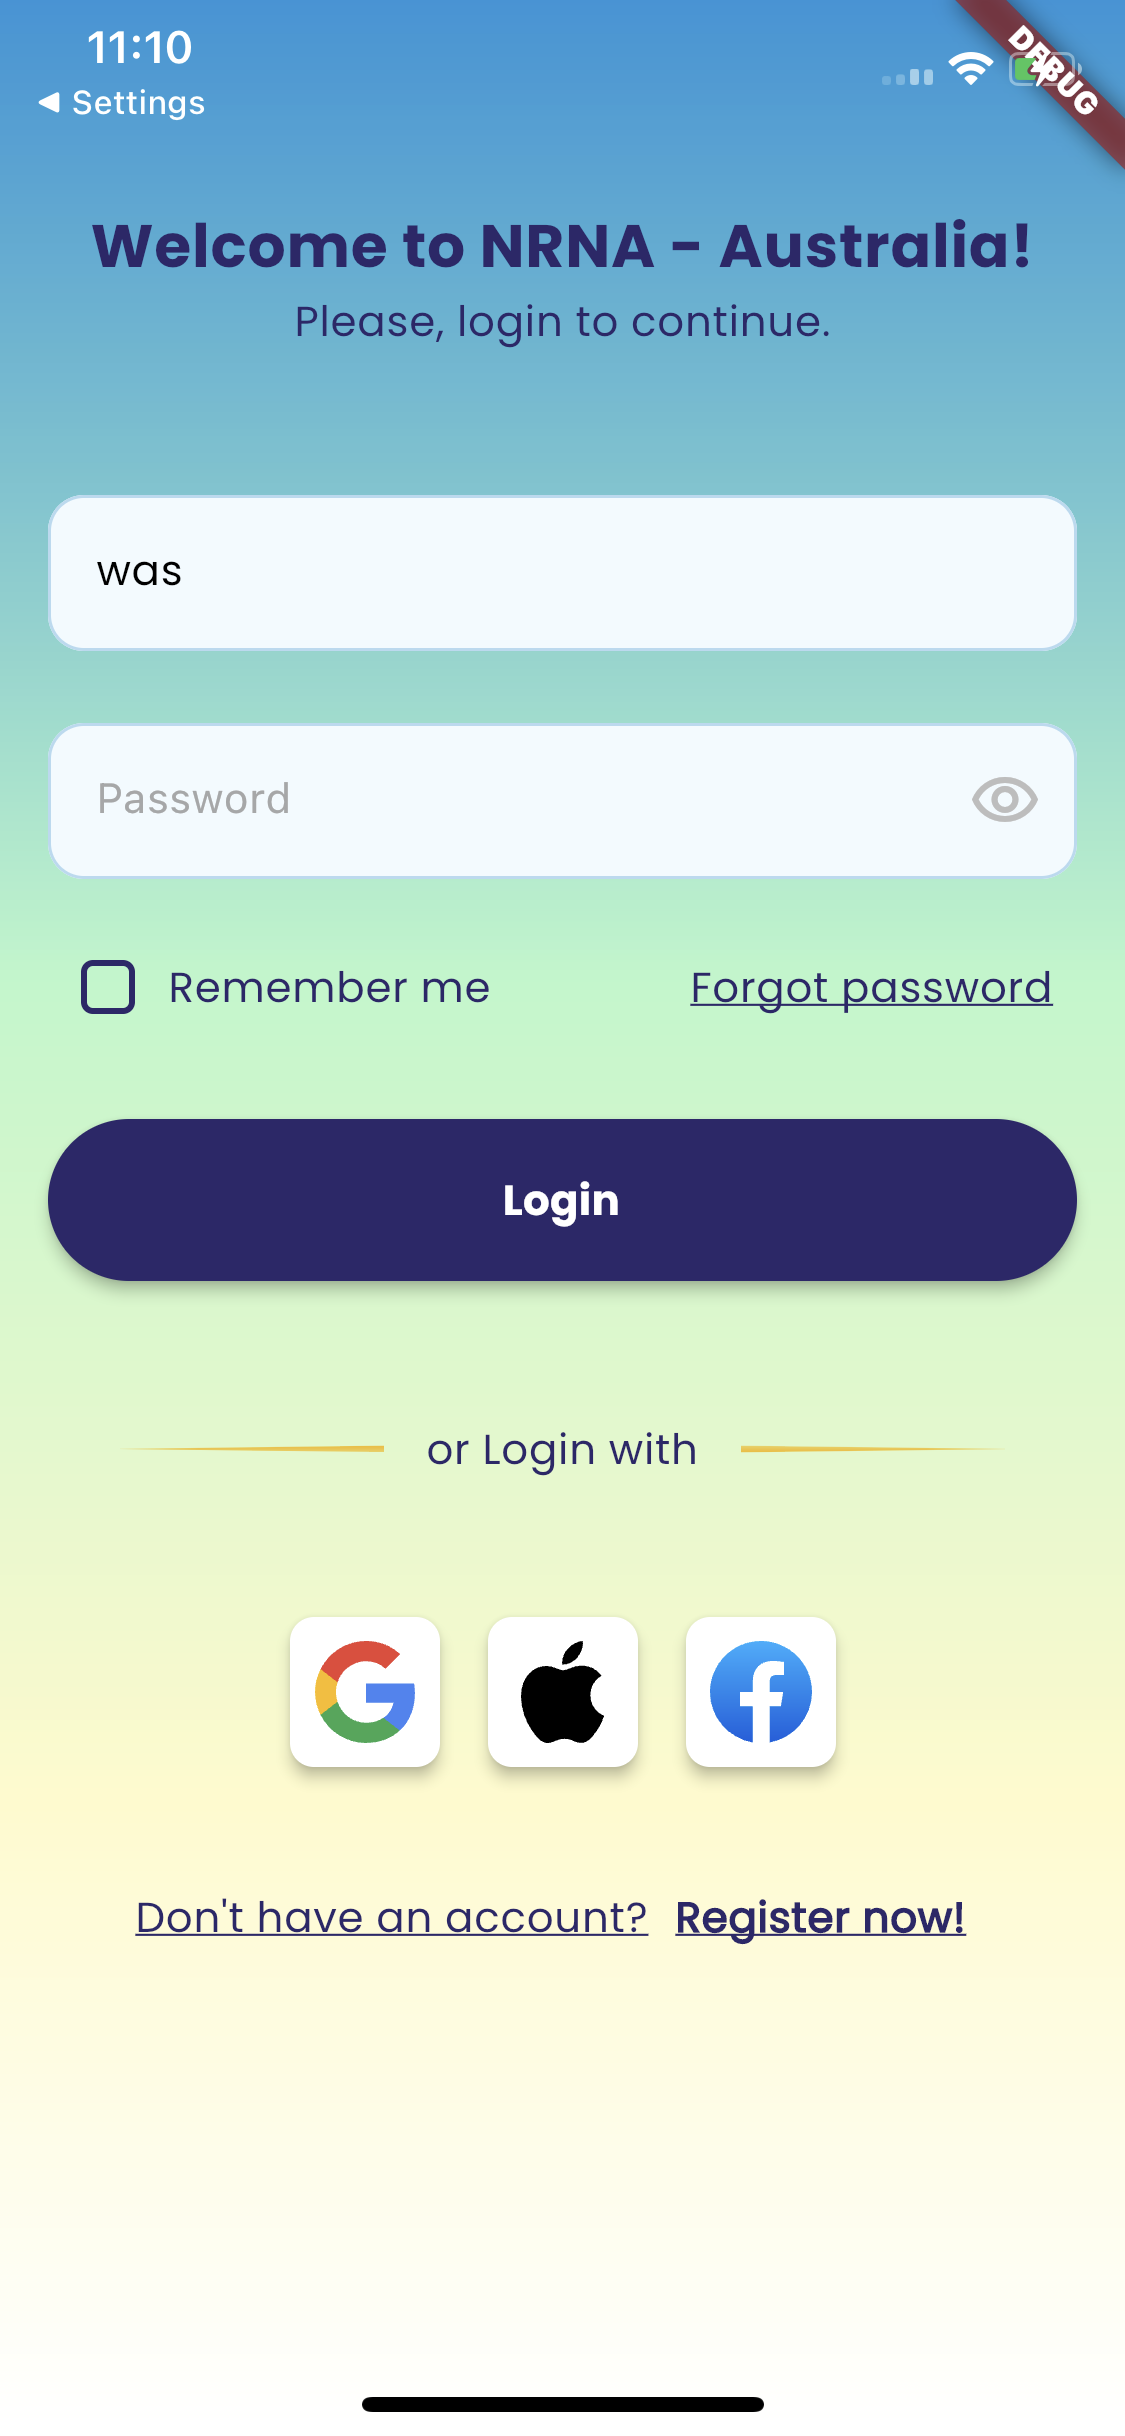 11:10
DEBUG
◀ Settings
Welcome to NRNA - Australia!
Please, login to continue.
was
Password
Remember me Forgot password
Login
or Login with
Don't have an account? Register now!